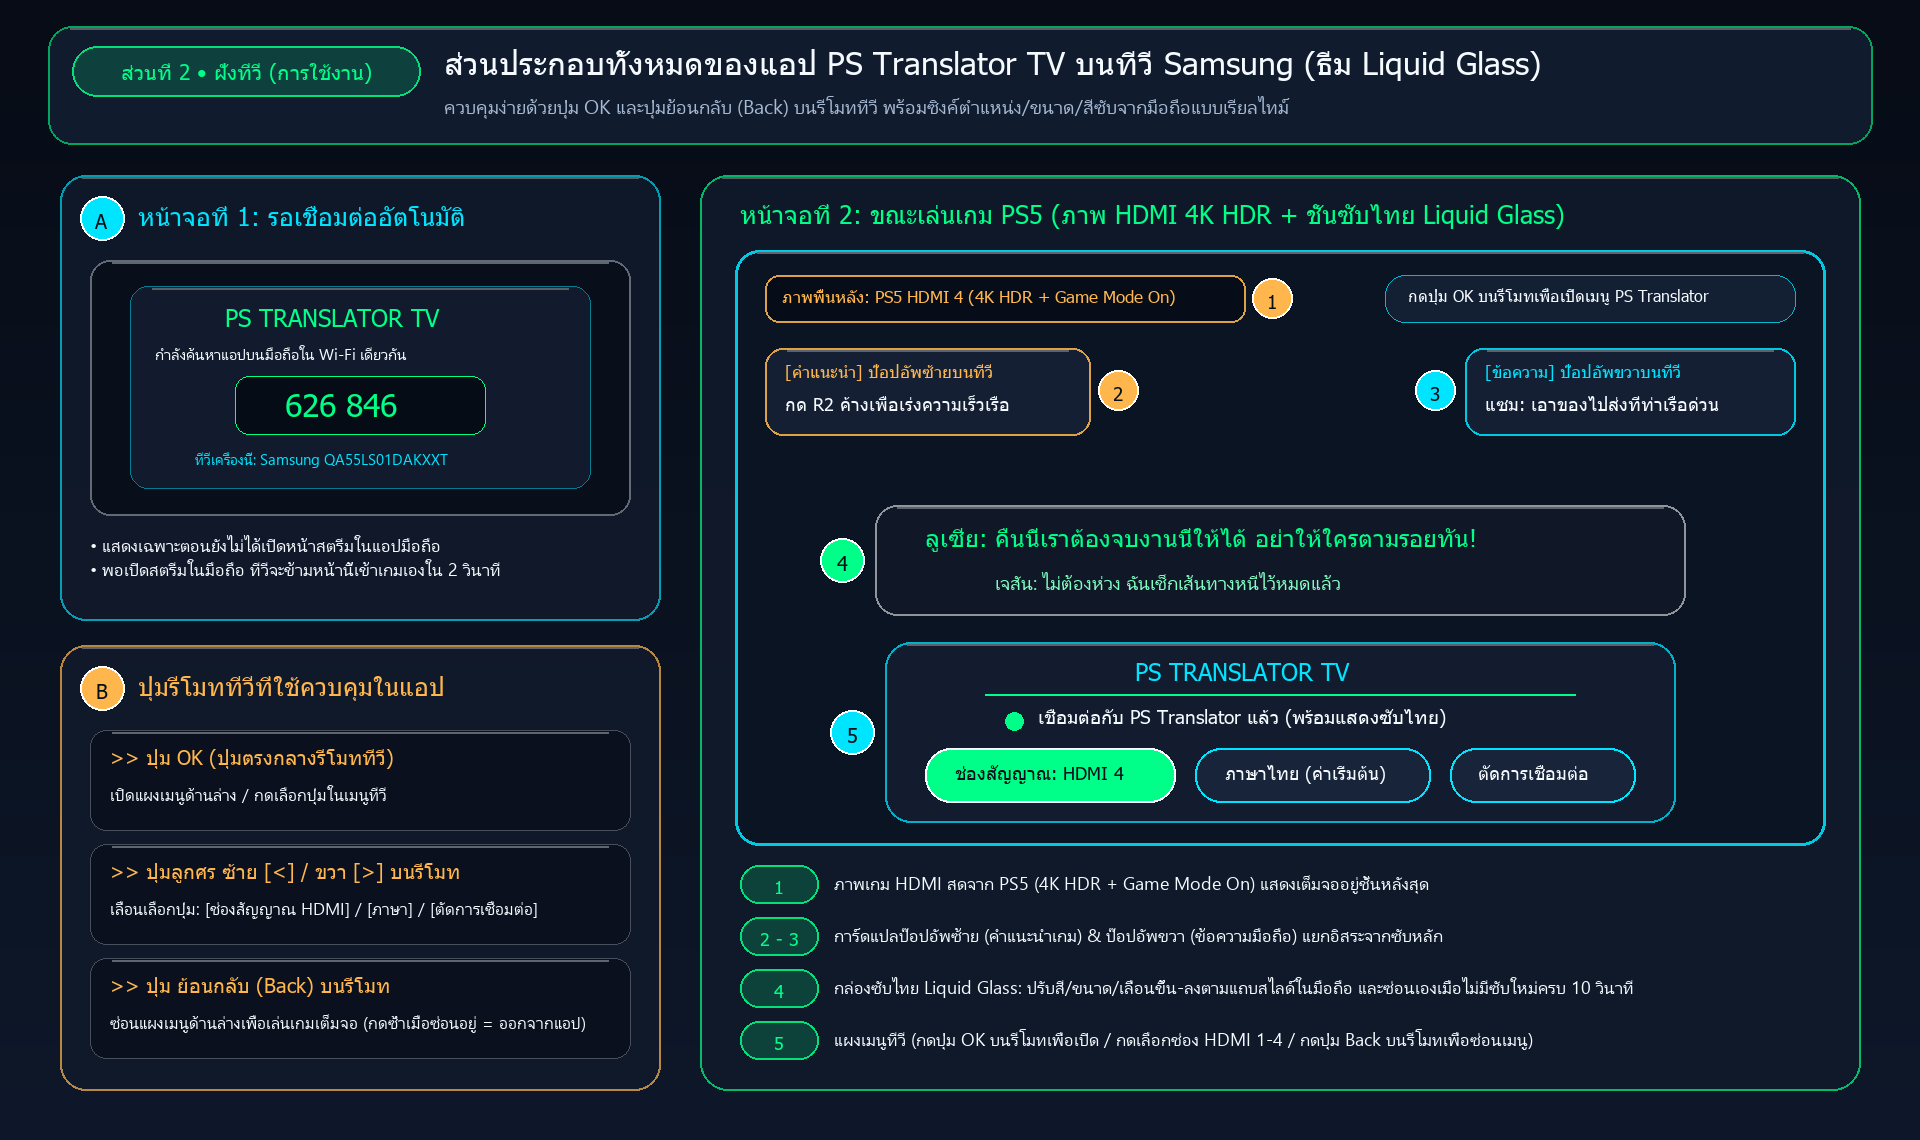 ส่วนที่ 2 • ฝั่งทีวี (การใช้งาน)
ส่วนประกอบทั้งหมดของแอป PS Translator TV บนทีวี Samsung (ธีม Liquid Glass)
ควบคุมง่ายด้วยปุ่ม OK และปุ่มย้อนกลับ (Back) บนรีโมททีวี พร้อมซิงค์ตำแหน่ง/ขนาด/สีซับจากมือถือแบบเรียลไทม์
A
หน้าจอที่ 1: รอเชื่อมต่ออัตโนมัติ
PS TRANSLATOR TV
กำลังค้นหาแอปบนมือถือใน Wi-Fi เดียวกัน
626 846
ทีวีเครื่องนี้: Samsung QA55LS01DAKXXT
• แสดงเฉพาะตอนยังไม่ได้เปิดหน้าสตรีมในแอปมือถือ
• พอเปิดสตรีมในมือถือ ทีวีจะข้ามหน้านี้เข้าเกมเองใน 2 วินาที
B
ปุ่มรีโมททีวีที่ใช้ควบคุมในแอป
>> ปุ่ม OK (ปุ่มตรงกลางรีโมททีวี)
เปิดแผงเมนูด้านล่าง / กดเลือกปุ่มในเมนูทีวี
>> ปุ่มลูกศร ซ้าย [<] / ขวา [>] บนรีโมท
เลื่อนเลือกปุ่ม: [ช่องสัญญาณ HDMI] / [ภาษา] / [ตัดการเชื่อมต่อ]
>> ปุ่ม ย้อนกลับ (Back) บนรีโมท
ซ่อนแผงเมนูด้านล่างเพื่อเล่นเกมเต็มจอ (กดซ้ำเมื่อซ่อนอยู่ = ออกจากแอป)
หน้าจอที่ 2: ขณะเล่นเกม PS5 (ภาพ HDMI 4K HDR + ชั้นซับไทย Liquid Glass)
ภาพพื้นหลัง: PS5 HDMI 4 (4K HDR + Game Mode On)
1
กดปุ่ม OK บนรีโมทเพื่อเปิดเมนู PS Translator
[คำแนะนำ] ป๊อปอัพซ้ายบนทีวี
กด R2 ค้างเพื่อเร่งความเร็วเรือ
2
3
[ข้อความ] ป๊อปอัพขวาบนทีวี
แซม: เอาของไปส่งที่ท่าเรือด่วน
4
ลูเซีย: คืนนี้เราต้องจบงานนี้ให้ได้ อย่าให้ใครตามรอยทัน!
เจสัน: ไม่ต้องห่วง ฉันเช็กเส้นทางหนีไว้หมดแล้ว
5
PS TRANSLATOR TV
เชื่อมต่อกับ PS Translator แล้ว (พร้อมแสดงซับไทย)
ช่องสัญญาณ: HDMI 4
ภาษาไทย (ค่าเริ่มต้น)
ตัดการเชื่อมต่อ
1
ภาพเกม HDMI สดจาก PS5 (4K HDR + Game Mode On) แสดงเต็มจออยู่ชั้นหลังสุด
2 - 3
การ์ดแปลป๊อปอัพซ้าย (คำแนะนำเกม) & ป๊อปอัพขวา (ข้อความมือถือ) แยกอิสระจากซับหลัก
4
กล่องซับไทย Liquid Glass: ปรับสี/ขนาด/เลื่อนขึ้น-ลงตามแถบสไลด์ในมือถือ และซ่อนเองเมื่อไม่มีซับใหม่ครบ 10 วินาที
5
แผงเมนูทีวี (กดปุ่ม OK บนรีโมทเพื่อเปิด / กดเลือกช่อง HDMI 1-4 / กดปุ่ม Back บนรีโมทเพื่อซ่อนเมนู)